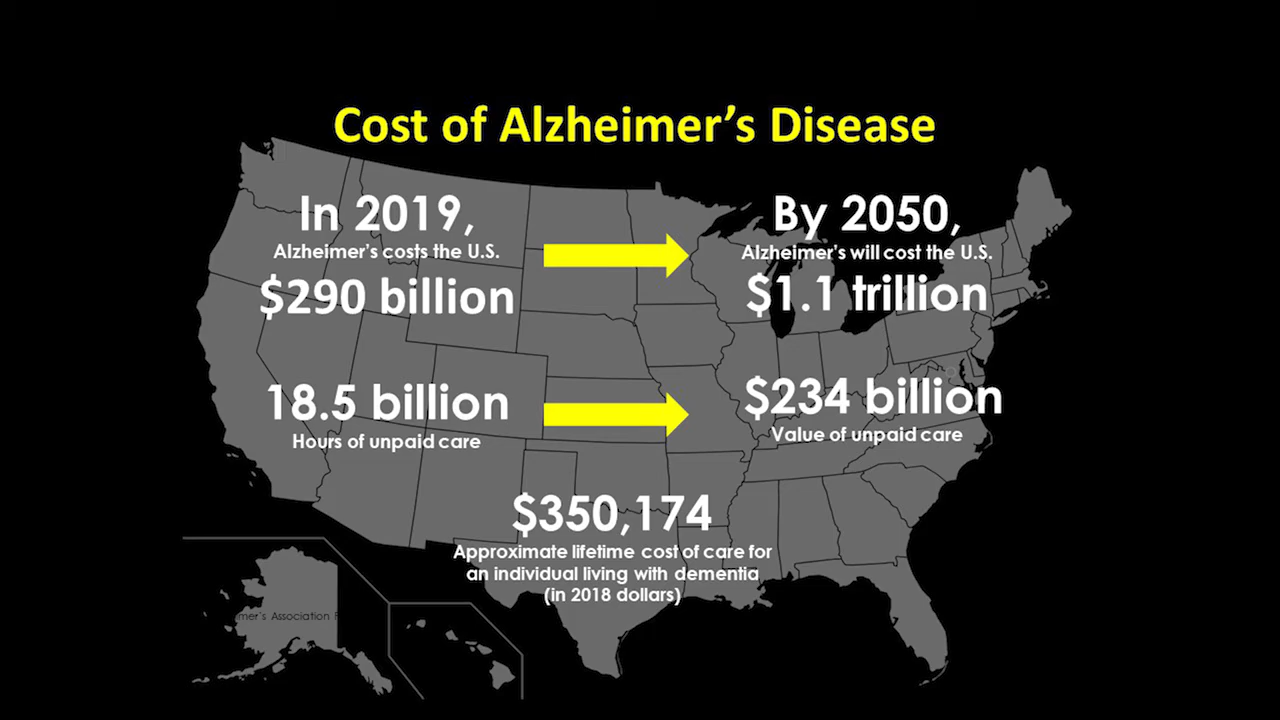 Cost of Alzheimer's Disease
In 2019,
Alzheimer's costs the U.S.
$290 billion
By 2050,
Alzheimer's will cost the U.S.
$1.1 trillion
18.5 billion
Hours of unpaid care
$234 billion
Value of unpaid care
$350,174
Approximate lifetime cost of care for
an individual living with dementia
(in 2018 dollars)
mer's Association